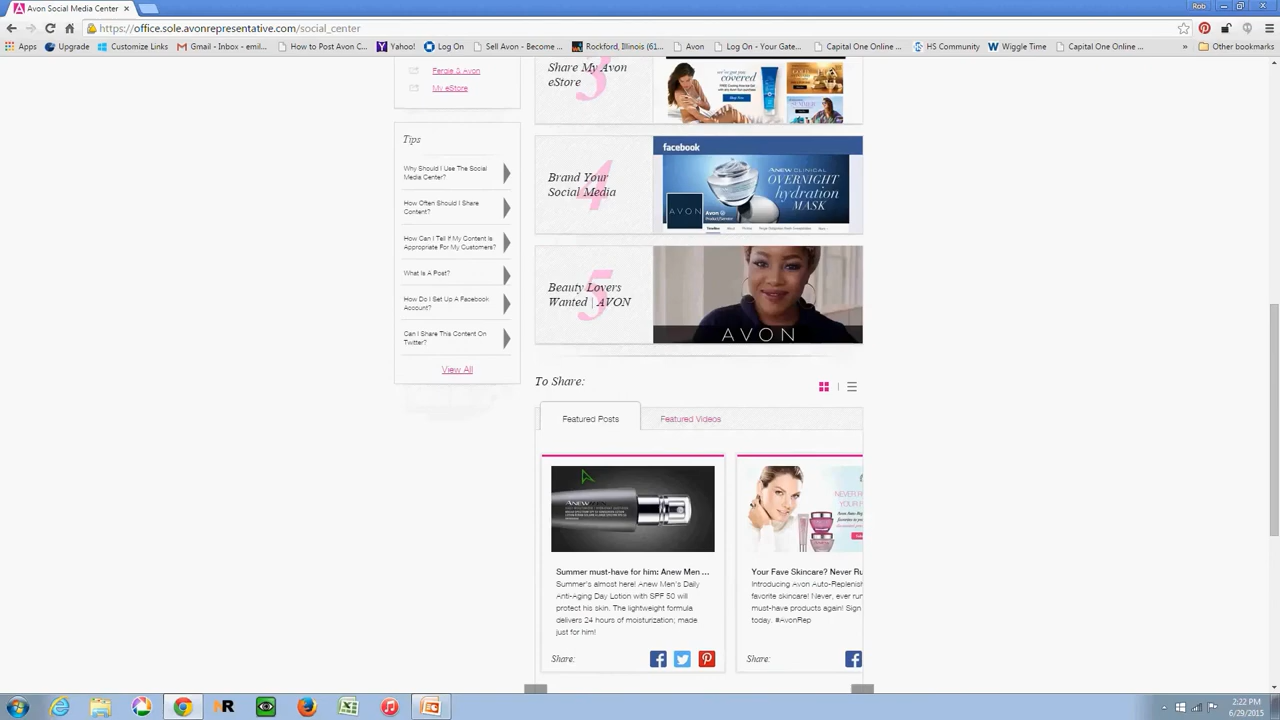 Avon Social Media Center
Rob
https://office.sole.avonrepresentative.com/social_center
Apps
Upgrade
Customize Links
Gmail - Inbox - emil...
How to Post Avon C...
Yahoo!
Log On
Sell Avon - Become ...
Rockford, Illinois (61...
Avon
Log On - Your Gate...
Capital One Online ...
HS Community
Wiggle Time
Capital One Online ...
»
Other bookmarks
Fergie & Avon
My eStore
Tips
Why Should I Use The Social
Media Center?
How Often Should I Share
Content?
How Can I Tell If My Content Is
Appropriate For My Customers?
What Is A Post?
How Do I Set Up A Facebook
Account?
Can I Share This Content On
Twitter?
View All
3
Share My Avon
eStore
covered
4
Brand Your
Social Media
facebook
ANEW CLINICAL
OVERNIGHT
hydration
MASK
AVON
Avon
5
Beauty Lovers
Wanted | AVON
AVON
To Share:
Featured Posts
Featured Videos
ANEW
Summer must-have for him: Anew Men ...
Summer's almost here! Anew Men's Daily
Anti-Aging Day Lotion with SPF 50 will
protect his skin. The lightweight formula
delivers 24 hours of moisturization; made
just for him!
Share:
Your Fave Skincare? Never Ru
Introducing Avon Auto-Replenish
favorite skincare! Never, ever run
must-have products again! Sign
today. #AvonRep
Share:
2:22 PM
6/29/2015